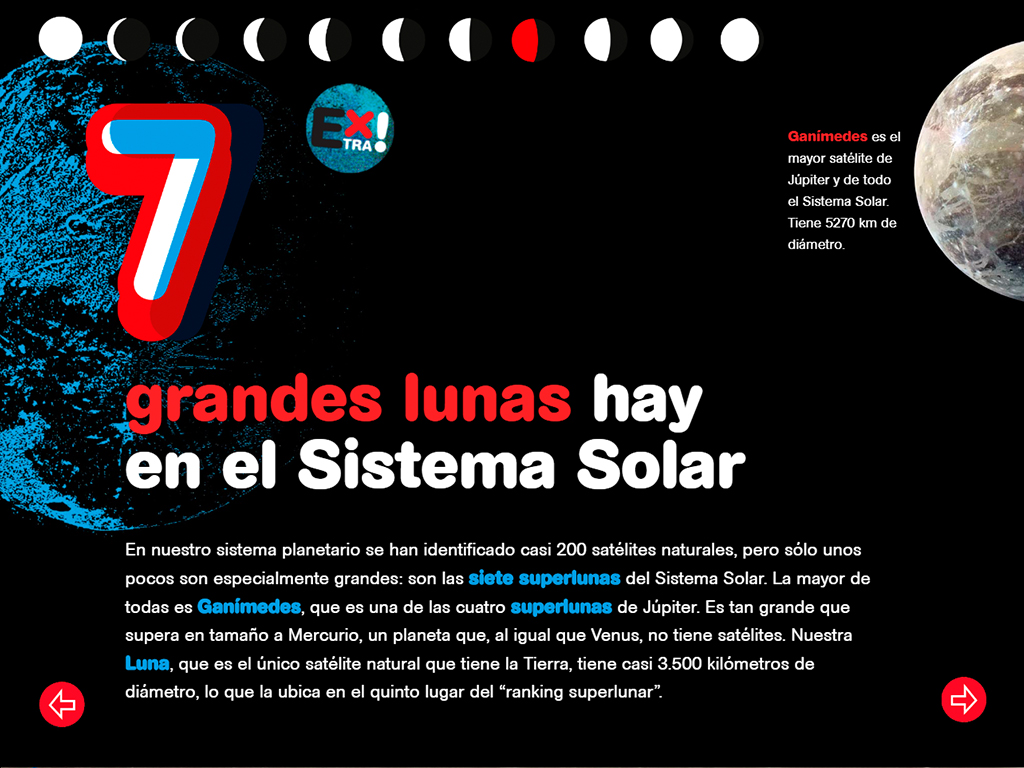 7
EXTRA!
Ganímedes es el
mayor satélite de
Júpiter y de todo
el Sistema Solar.
Tiene 5270 km de
diámetro.
grandes lunas hay
en el Sistema Solar
En nuestro sistema planetario se han identificado casi 200 satélites naturales, pero sólo unos
pocos son especialmente grandes: son las siete superlunas del Sistema Solar. La mayor de
todas es Ganímedes, que es una de las cuatro superlunas de Júpiter. Es tan grande que
supera en tamaño a Mercurio, un planeta que, al igual que Venus, no tiene satélites. Nuestra
Luna, que es el único satélite natural que tiene la Tierra, tiene casi 3.500 kilómetros de
diámetro, lo que la ubica en el quinto lugar del “ranking superlunar”.